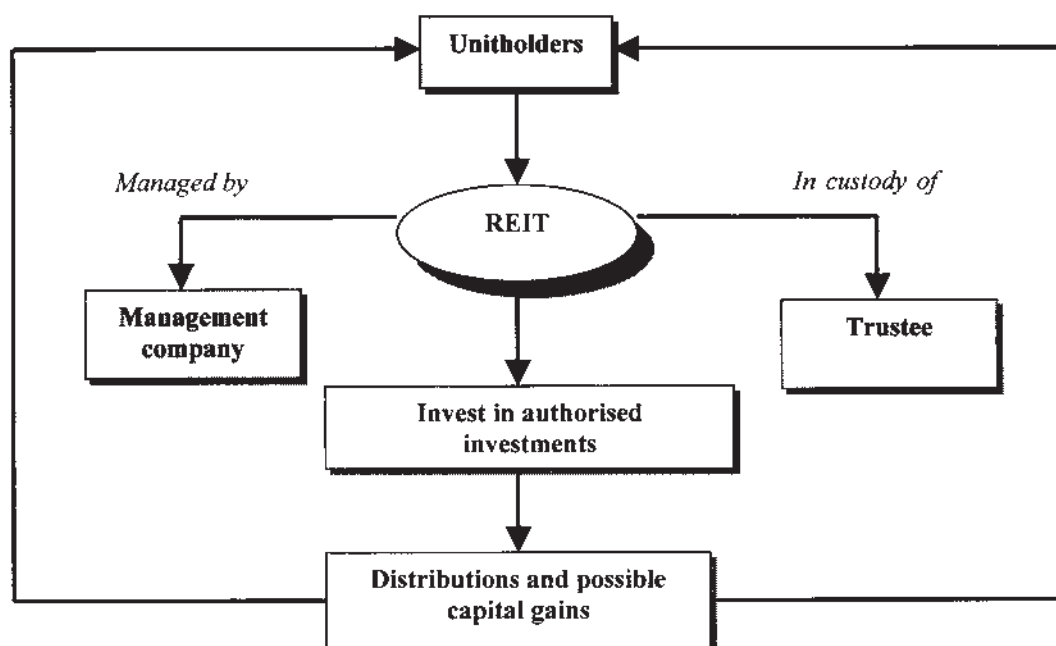 Unitholders
Managed by
In custody of
REIT
Management
company
Trustee
Invest in authorised
investments
Distributions and possible
capital gains